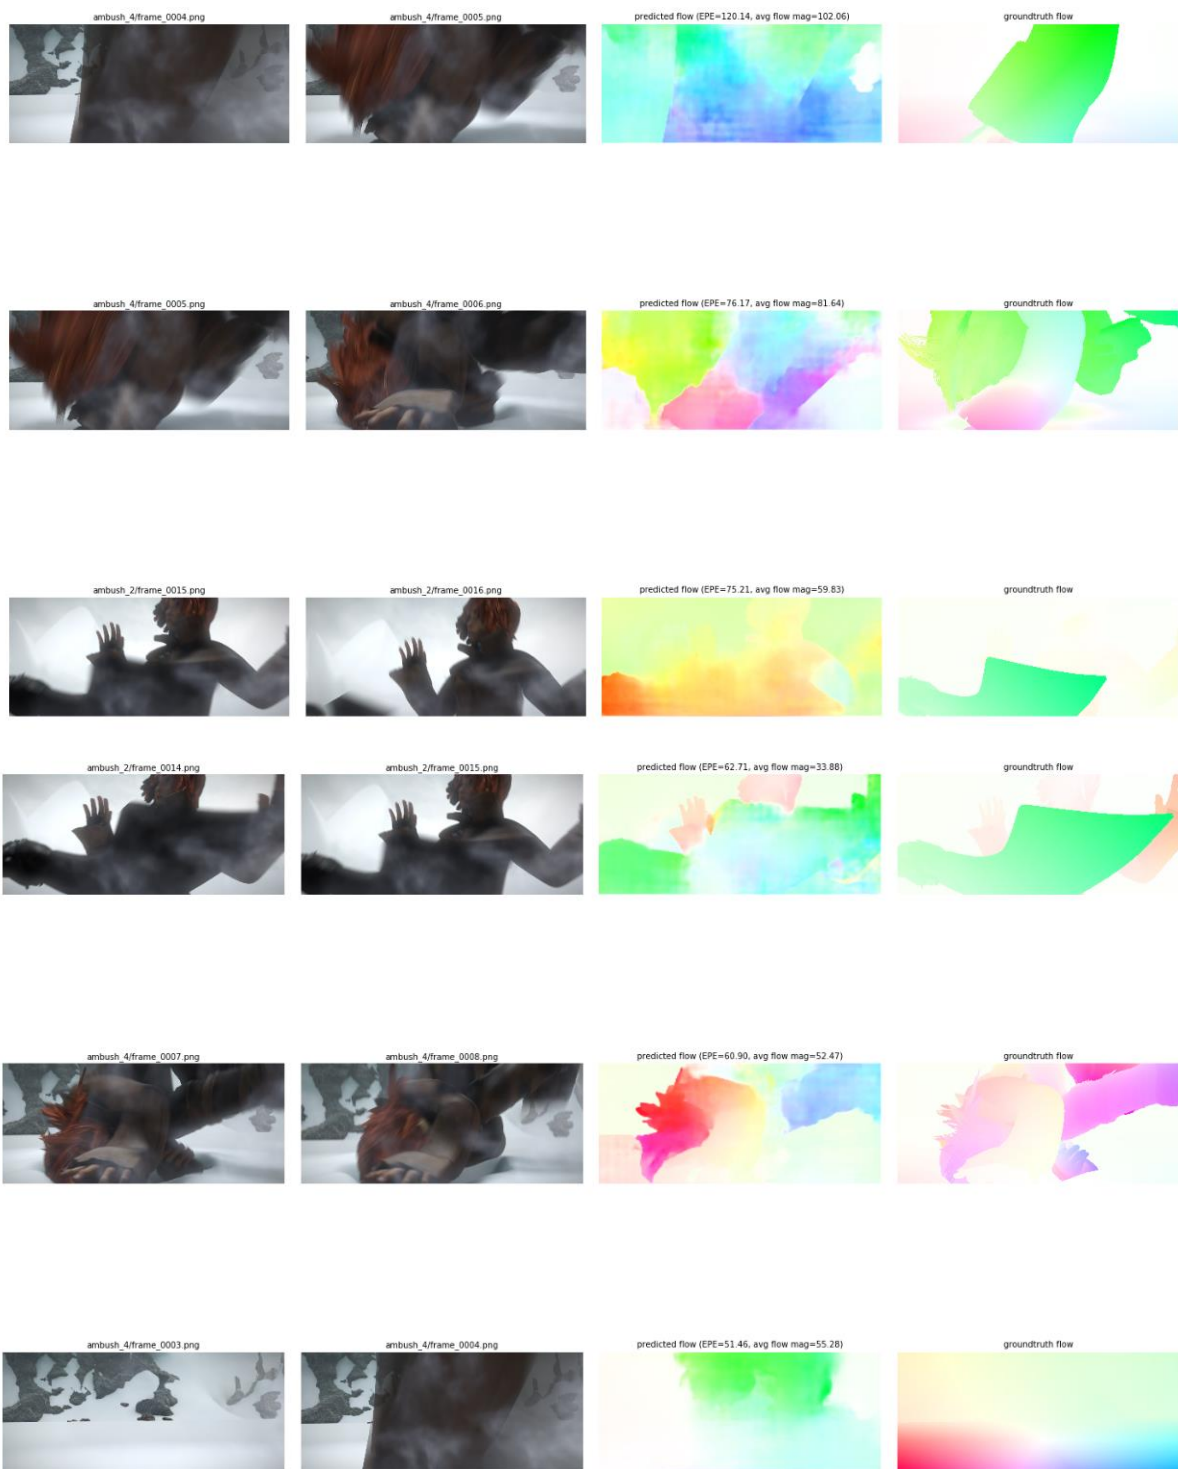 ambush_4/frame_0004.png ambush_4/frame_0005.png predicted flow (EPE=120.14, avg flow mag=102.06) groundtruth flow
ambush_4/frame_0005.png ambush_4/frame_0006.png predicted flow (EPE=76.17, avg flow mag=81.64) groundtruth flow
ambush_2/frame_0015.png ambush_2/frame_0016.png predicted flow (EPE=75.21, avg flow mag=59.83) groundtruth flow
ambush_2/frame_0014.png ambush_2/frame_0015.png predicted flow (EPE=62.71, avg flow mag=33.88) groundtruth flow
ambush_4/frame_0007.png ambush_4/frame_0008.png predicted flow (EPE=60.90, avg flow mag=52.47) groundtruth flow
ambush_4/frame_0003.png ambush_4/frame_0004.png predicted flow (EPE=51.46, avg flow mag=55.28) groundtruth flow